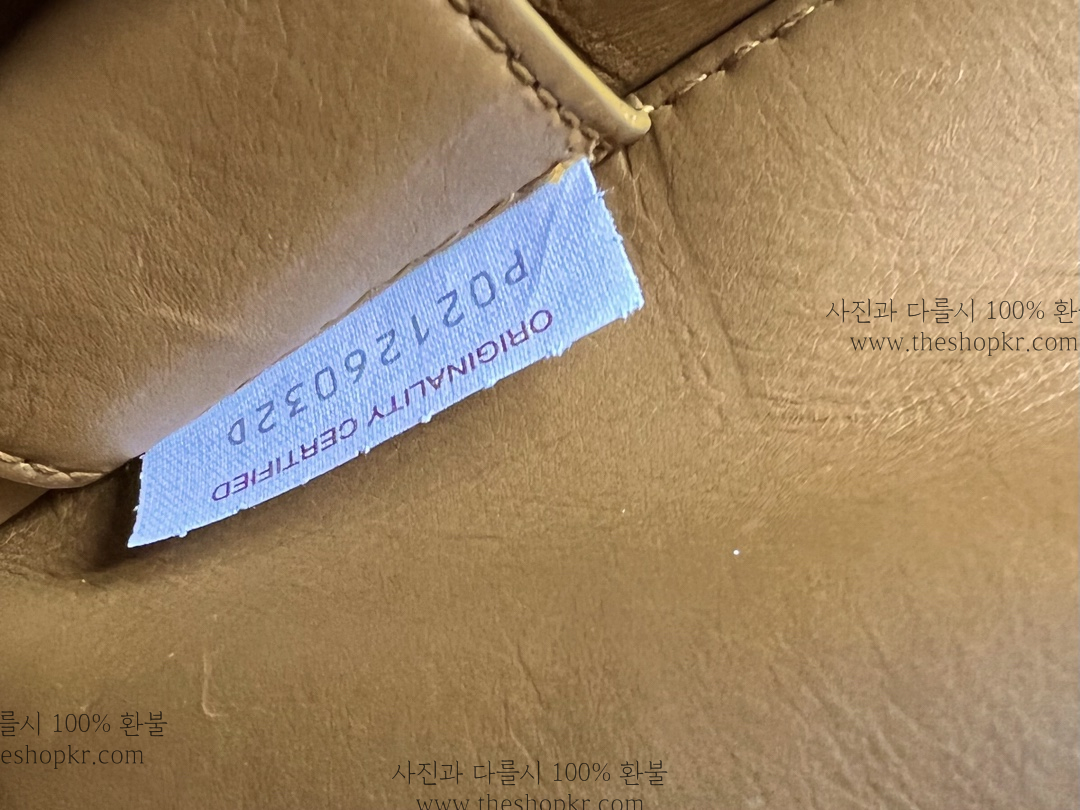 P02126032D
ORIGINALITY CERTIFIED
사진과 다를시 100% 환
www.theshopkr.com
를시 100% 환불
eshopkr.com
사진과 다를시 100% 환불
www.theshopkr.com